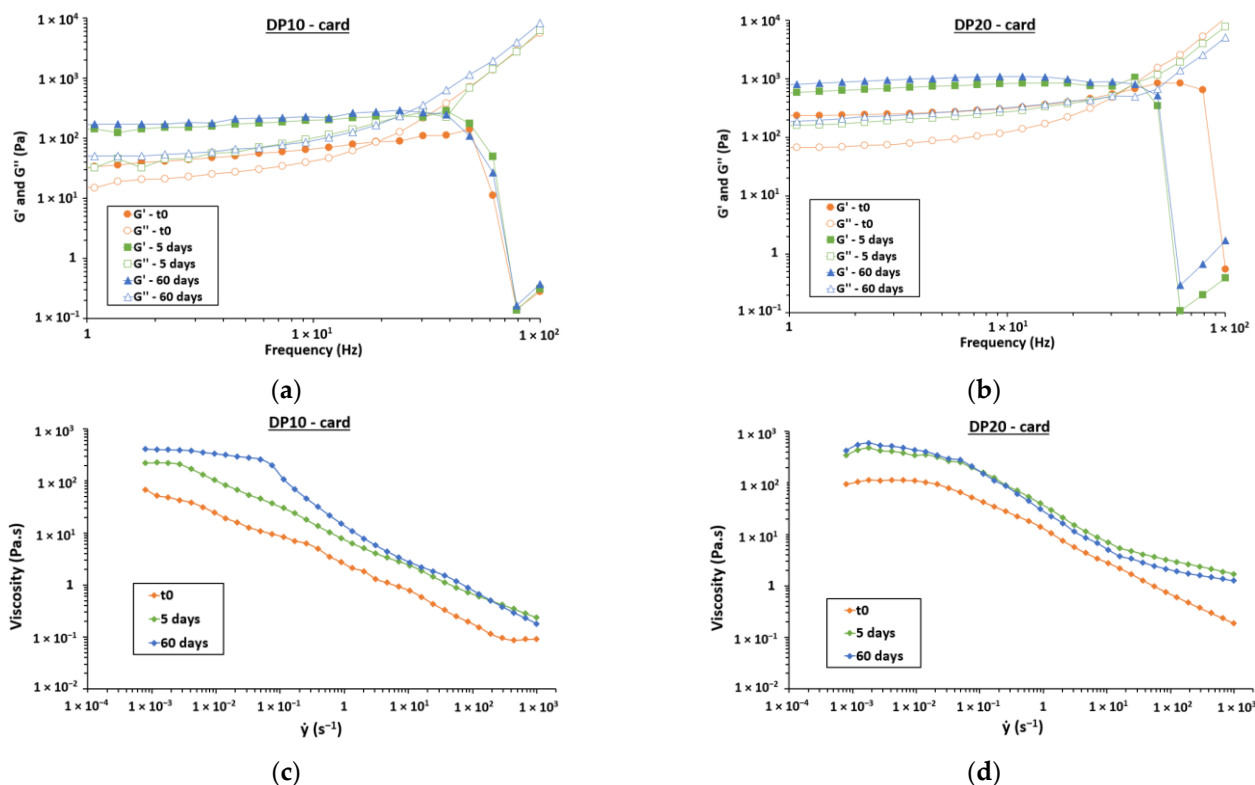 DP10 - card
1 × 10⁴
1 × 10³
1 × 10²
1 × 10¹
1
1 × 10⁻¹
G' and G'' (Pa)
G' - t0
G'' - t0
G' - 5 days
G'' - 5 days
G' - 60 days
G'' - 60 days
1
1 × 10¹
1 × 10²
Frequency (Hz)
(a)
DP20 - card
1 × 10⁴
1 × 10³
1 × 10²
1 × 10¹
1
1 × 10⁻¹
G' and G'' (Pa)
G' - t0
G'' - t0
G' - 5 days
G'' - 5 days
G' - 60 days
G'' - 60 days
1
1 × 10¹
1 × 10²
Frequency (Hz)
(b)
DP10 - card
1 × 10³
1 × 10²
1 × 10¹
1
1 × 10⁻¹
1 × 10⁻²
Viscosity (Pa.s)
t0
5 days
60 days
1 × 10⁻⁴
1 × 10⁻³
1 × 10⁻²
1 × 10⁻¹
1
1 × 10¹
1 × 10²
1 × 10³
ẏ (s⁻¹)
(c)
DP20 - card
1 × 10³
1 × 10²
1 × 10¹
1
1 × 10⁻¹
1 × 10⁻²
Viscosity (Pa.s)
t0
5 days
60 days
1 × 10⁻⁴
1 × 10⁻³
1 × 10⁻²
1 × 10⁻¹
1
1 × 10¹
1 × 10²
1 × 10³
ẏ (s⁻¹)
(d)